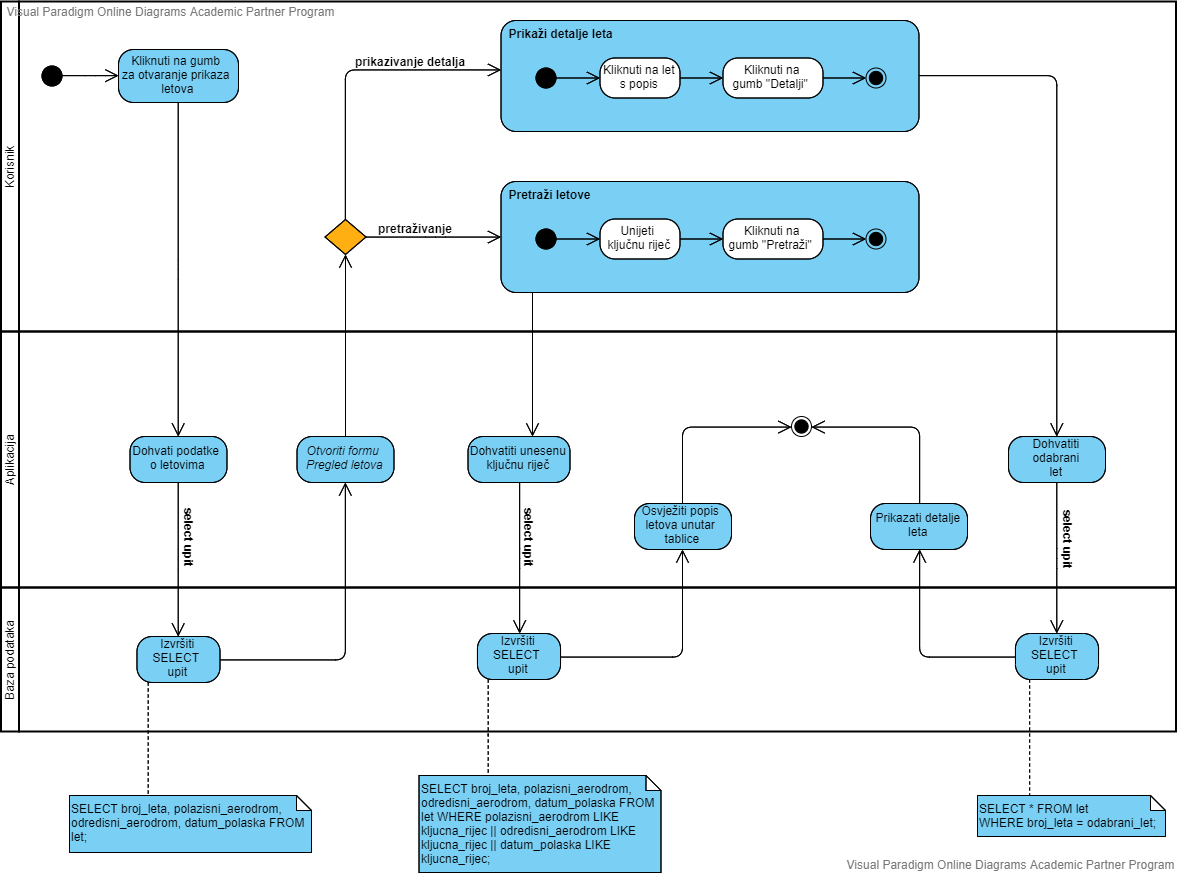 Visual Paradigm Online Diagrams Academic Partner Program
Korisnik
Kliknuti na gumb
za otvaranje prikaza
letova
prikazivanje detalja
Prikaži detalje leta
Kliknuti na let
s popis
Kliknuti na
gumb "Detalji"
pretraživanje
Pretraži letove
Unijeti
ključnu riječ
Kliknuti na
gumb "Pretraži"
Aplikacija
Dohvati podatke
o letovima
Otvoriti formu
Pregled letova
Dohvatiti unesenu
ključnu riječ
Osvježiti popis
letova unutar
tablice
Prikazati detalje
leta
Dohvatiti
odabrani
let
select upit
select upit
select upit
Baza podataka
Izvršiti
SELECT
upit
Izvršiti
SELECT
upit
Izvršiti
SELECT
upit
SELECT broj_leta, polazisni_aerodrom,
odredisni_aerodrom, datum_polaska FROM
let;
SELECT broj_leta, polazisni_aerodrom,
odredisni_aerodrom, datum_polaska FROM
let WHERE polazisni_aerodrom LIKE
kljucna_rijec || odredisni_aerodrom LIKE
kljucna_rijec || datum_polaska LIKE
kljucna_rijec;
SELECT * FROM let
WHERE broj_leta = odabrani_let;
Visual Paradigm Online Diagrams Academic Partner Program